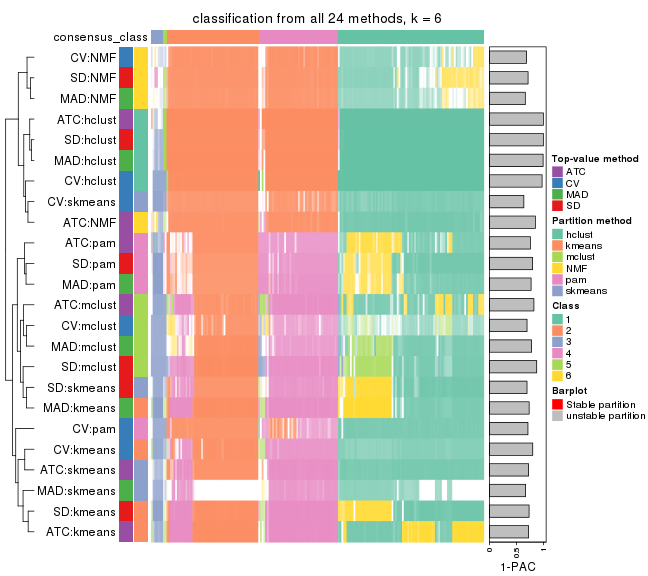 classification from all 24 methods, k = 6
consensus_class
CV:NMF
SD:NMF
MAD:NMF
ATC:hclust
SD:hclust
MAD:hclust
CV:hclust
CV:skmeans
ATC:NMF
ATC:pam
SD:pam
MAD:pam
ATC:mclust
CV:mclust
MAD:mclust
SD:mclust
SD:skmeans
MAD:kmeans
CV:pam
CV:kmeans
ATC:skmeans
MAD:skmeans
SD:kmeans
ATC:kmeans
0
0.5
1
1-PAC
Top-value method
ATC
CV
MAD
SD
Partition method
hclust
kmeans
mclust
NMF
pam
skmeans
Class
1
2
3
4
5
6
Barplot
Stable partition
unstable partition